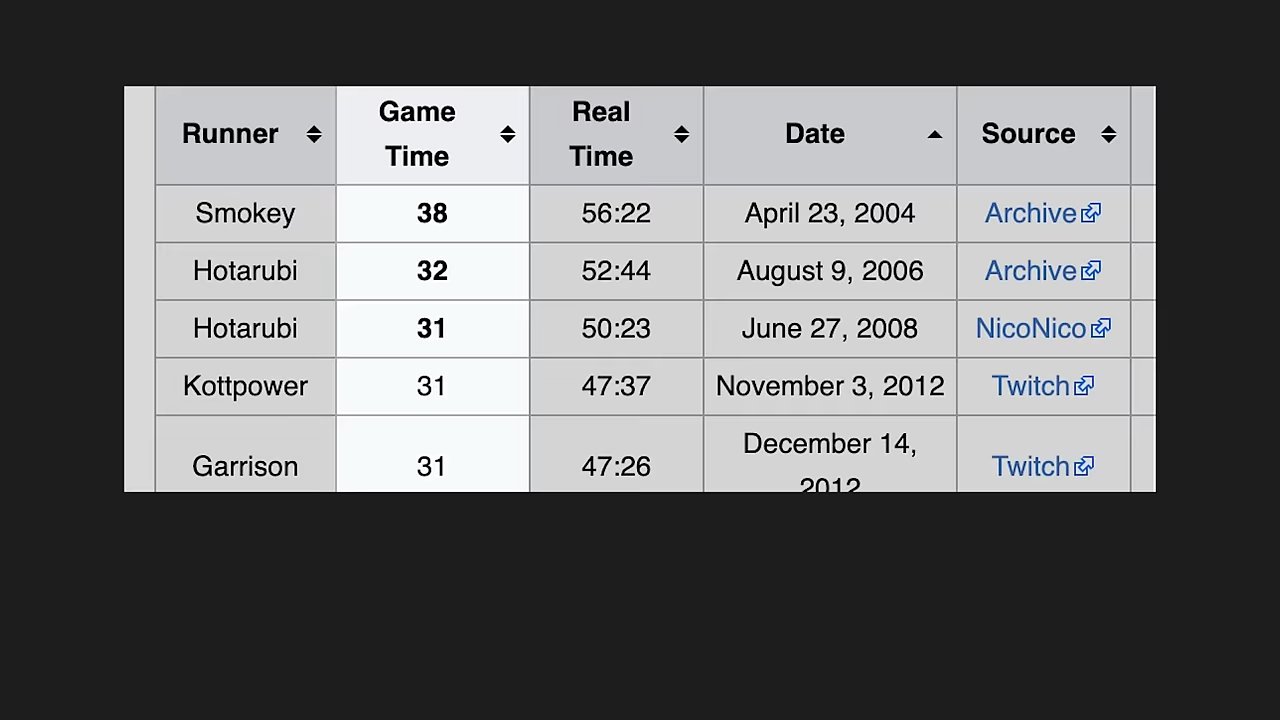 Runner Game Time Real Time Date Source
Smokey 38 56:22 April 23, 2004 Archive
Hotarubi 32 52:44 August 9, 2006 Archive
Hotarubi 31 50:23 June 27, 2008 NicoNico
Kottpower 31 47:37 November 3, 2012 Twitch
Garrison 31 47:26 December 14, 2012 Twitch